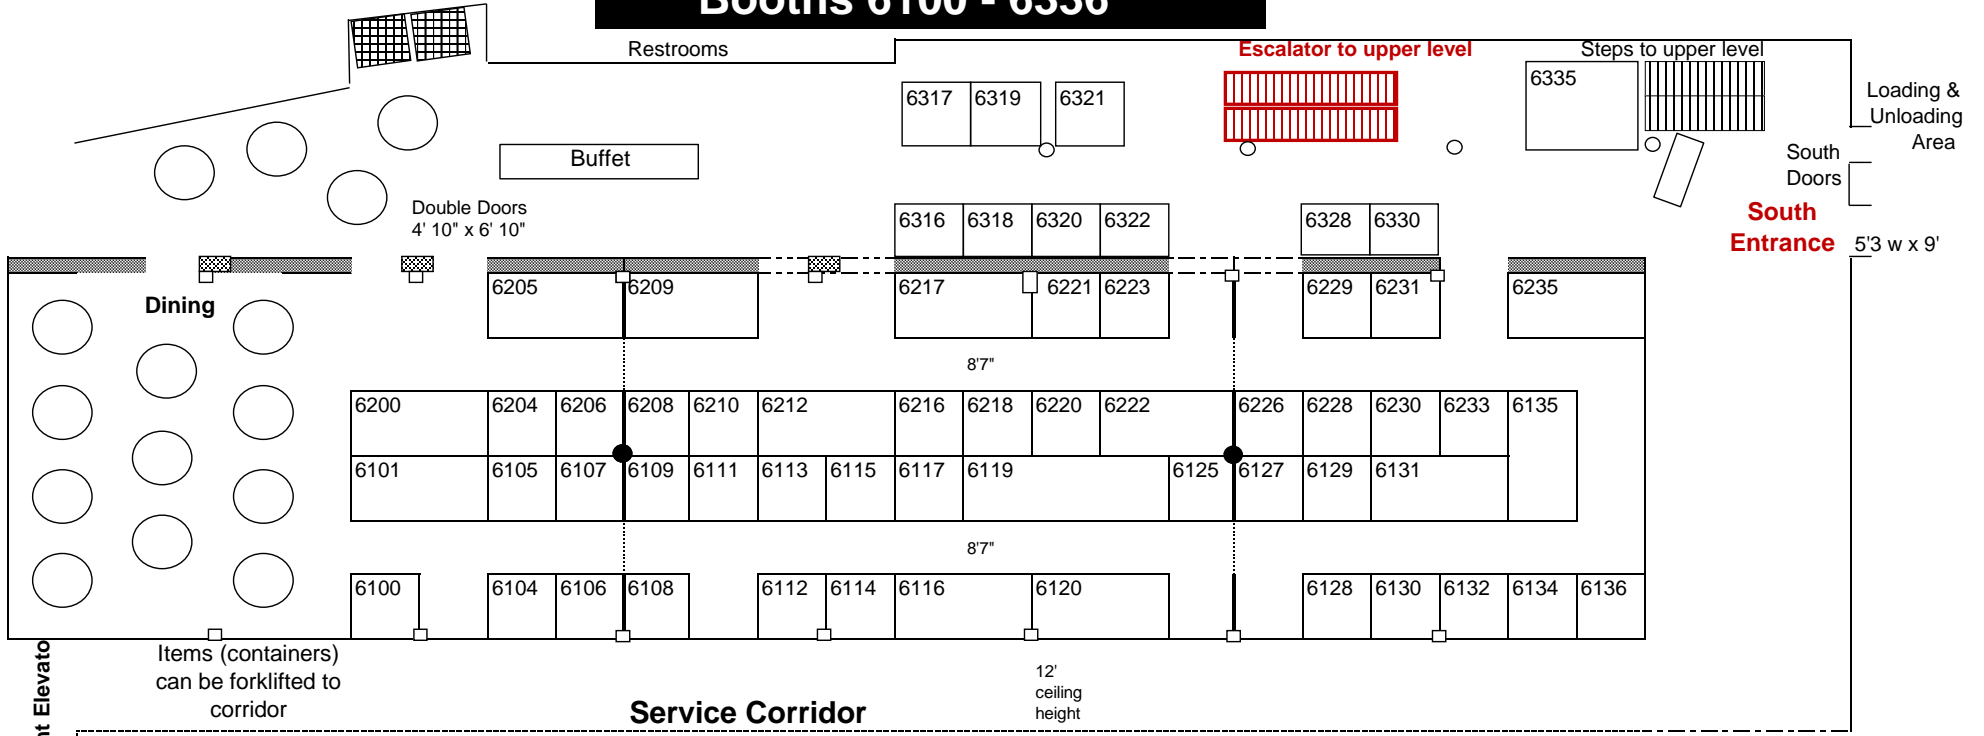 Booths 6100 - 6336
Restrooms
Escalator to upper level
Steps to upper level
6317 6319 6321
6335
Loading &
Unloading
Area
Buffet
South
Doors
Double Doors
4' 10" x 6' 10"
6316 6318 6320 6322 6328 6330
South
Entrance
5'3 w x 9'
Dining
6205 6209 6217 6221 6223 6229 6231 6235
8'7"
6200 6204 6206 6208 6210 6212 6216 6218 6220 6222 6226 6228 6230 6233 6135
6101 6105 6107 6109 6111 6113 6115 6117 6119 6125 6127 6129 6131
8'7"
6100 6104 6106 6108 6112 6114 6116 6120 6128 6130 6132 6134 6136
Items (containers)
can be forklifted to
corridor
Service Corridor
12'
ceiling
height